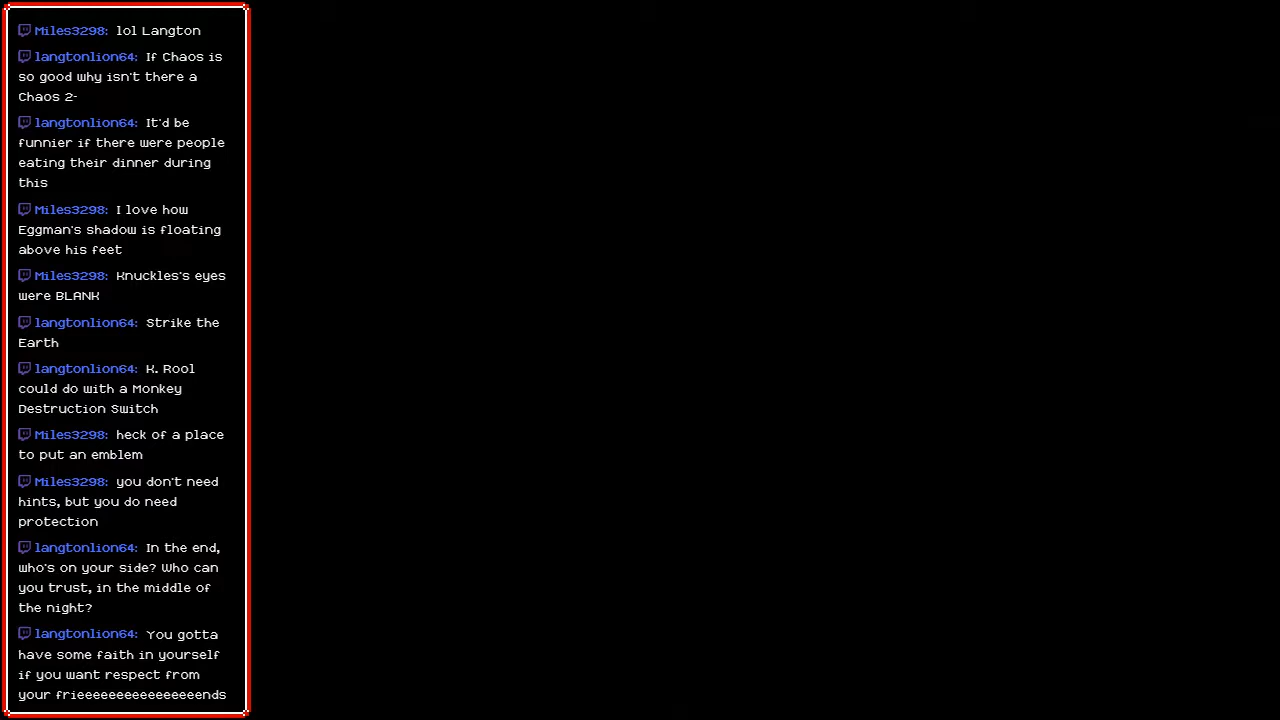 Miles3298: lol Langton
langtonlion64: If Chaos is
so good why isn't there a
Chaos 2-
langtonlion64: It'd be
funnier if there were people
eating their dinner during
this
Miles3298: I love how
Eggman's shadow is floating
above his feet
Miles3298: Knuckles's eyes
were BLANK
langtonlion64: Strike the
Earth
langtonlion64: K. Rool
could do with a Monkey
Destruction Switch
Miles3298: heck of a place
to put an emblem
Miles3298: you don't need
hints, but you do need
protection
langtonlion64: In the end,
who's on your side? Who can
you trust, in the middle of
the night?
langtonlion64: You gotta
have some faith in yourself
if you want respect from
your frieeeeeeeeeeeeeeeends